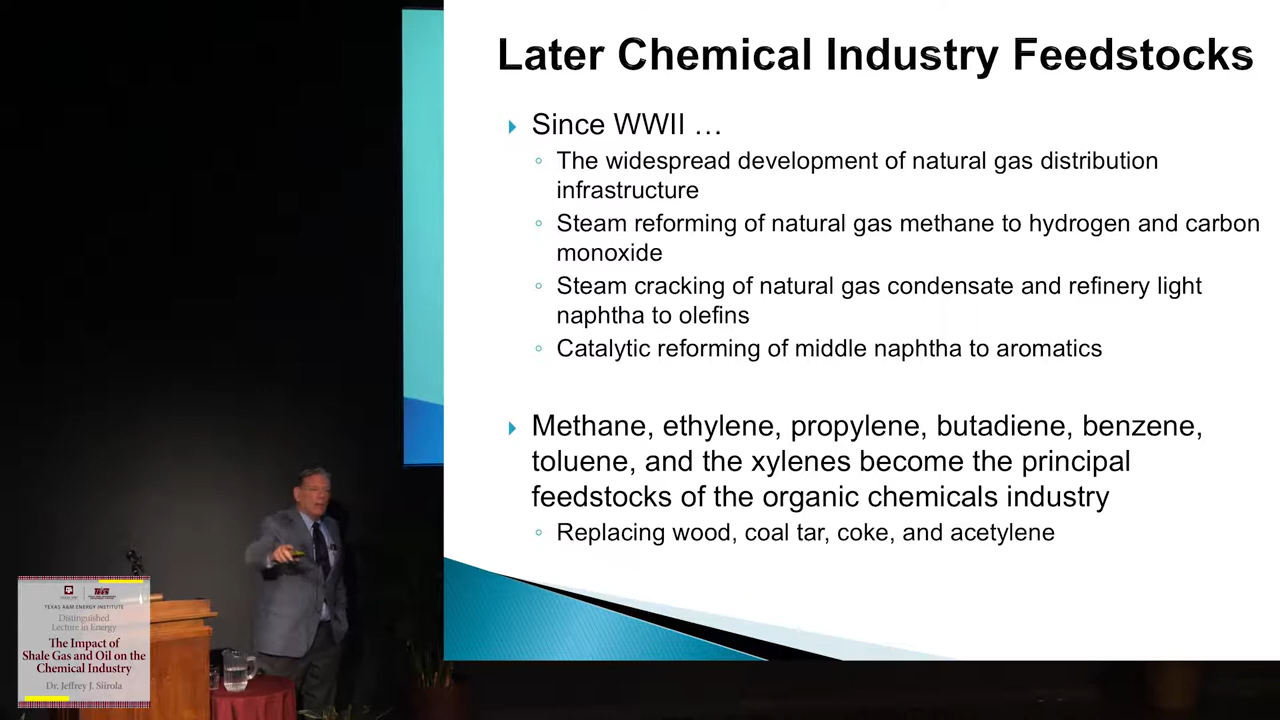 Later Chemical Industry Feedstocks
Since WWII …
The widespread development of natural gas distribution
infrastructure
Steam reforming of natural gas methane to hydrogen and carbon
monoxide
Steam cracking of natural gas condensate and refinery light
naphtha to olefins
Catalytic reforming of middle naphtha to aromatics
Methane, ethylene, propylene, butadiene, benzene,
toluene, and the xylenes become the principal
feedstocks of the organic chemicals industry
Replacing wood, coal tar, coke, and acetylene
TEXAS A&M ENERGY INSTITUTE
Distinguished
Lecture in Energy
The Impact of
Shale Gas and Oil on the
Chemical Industry
Dr. Jeffrey J. Siirola